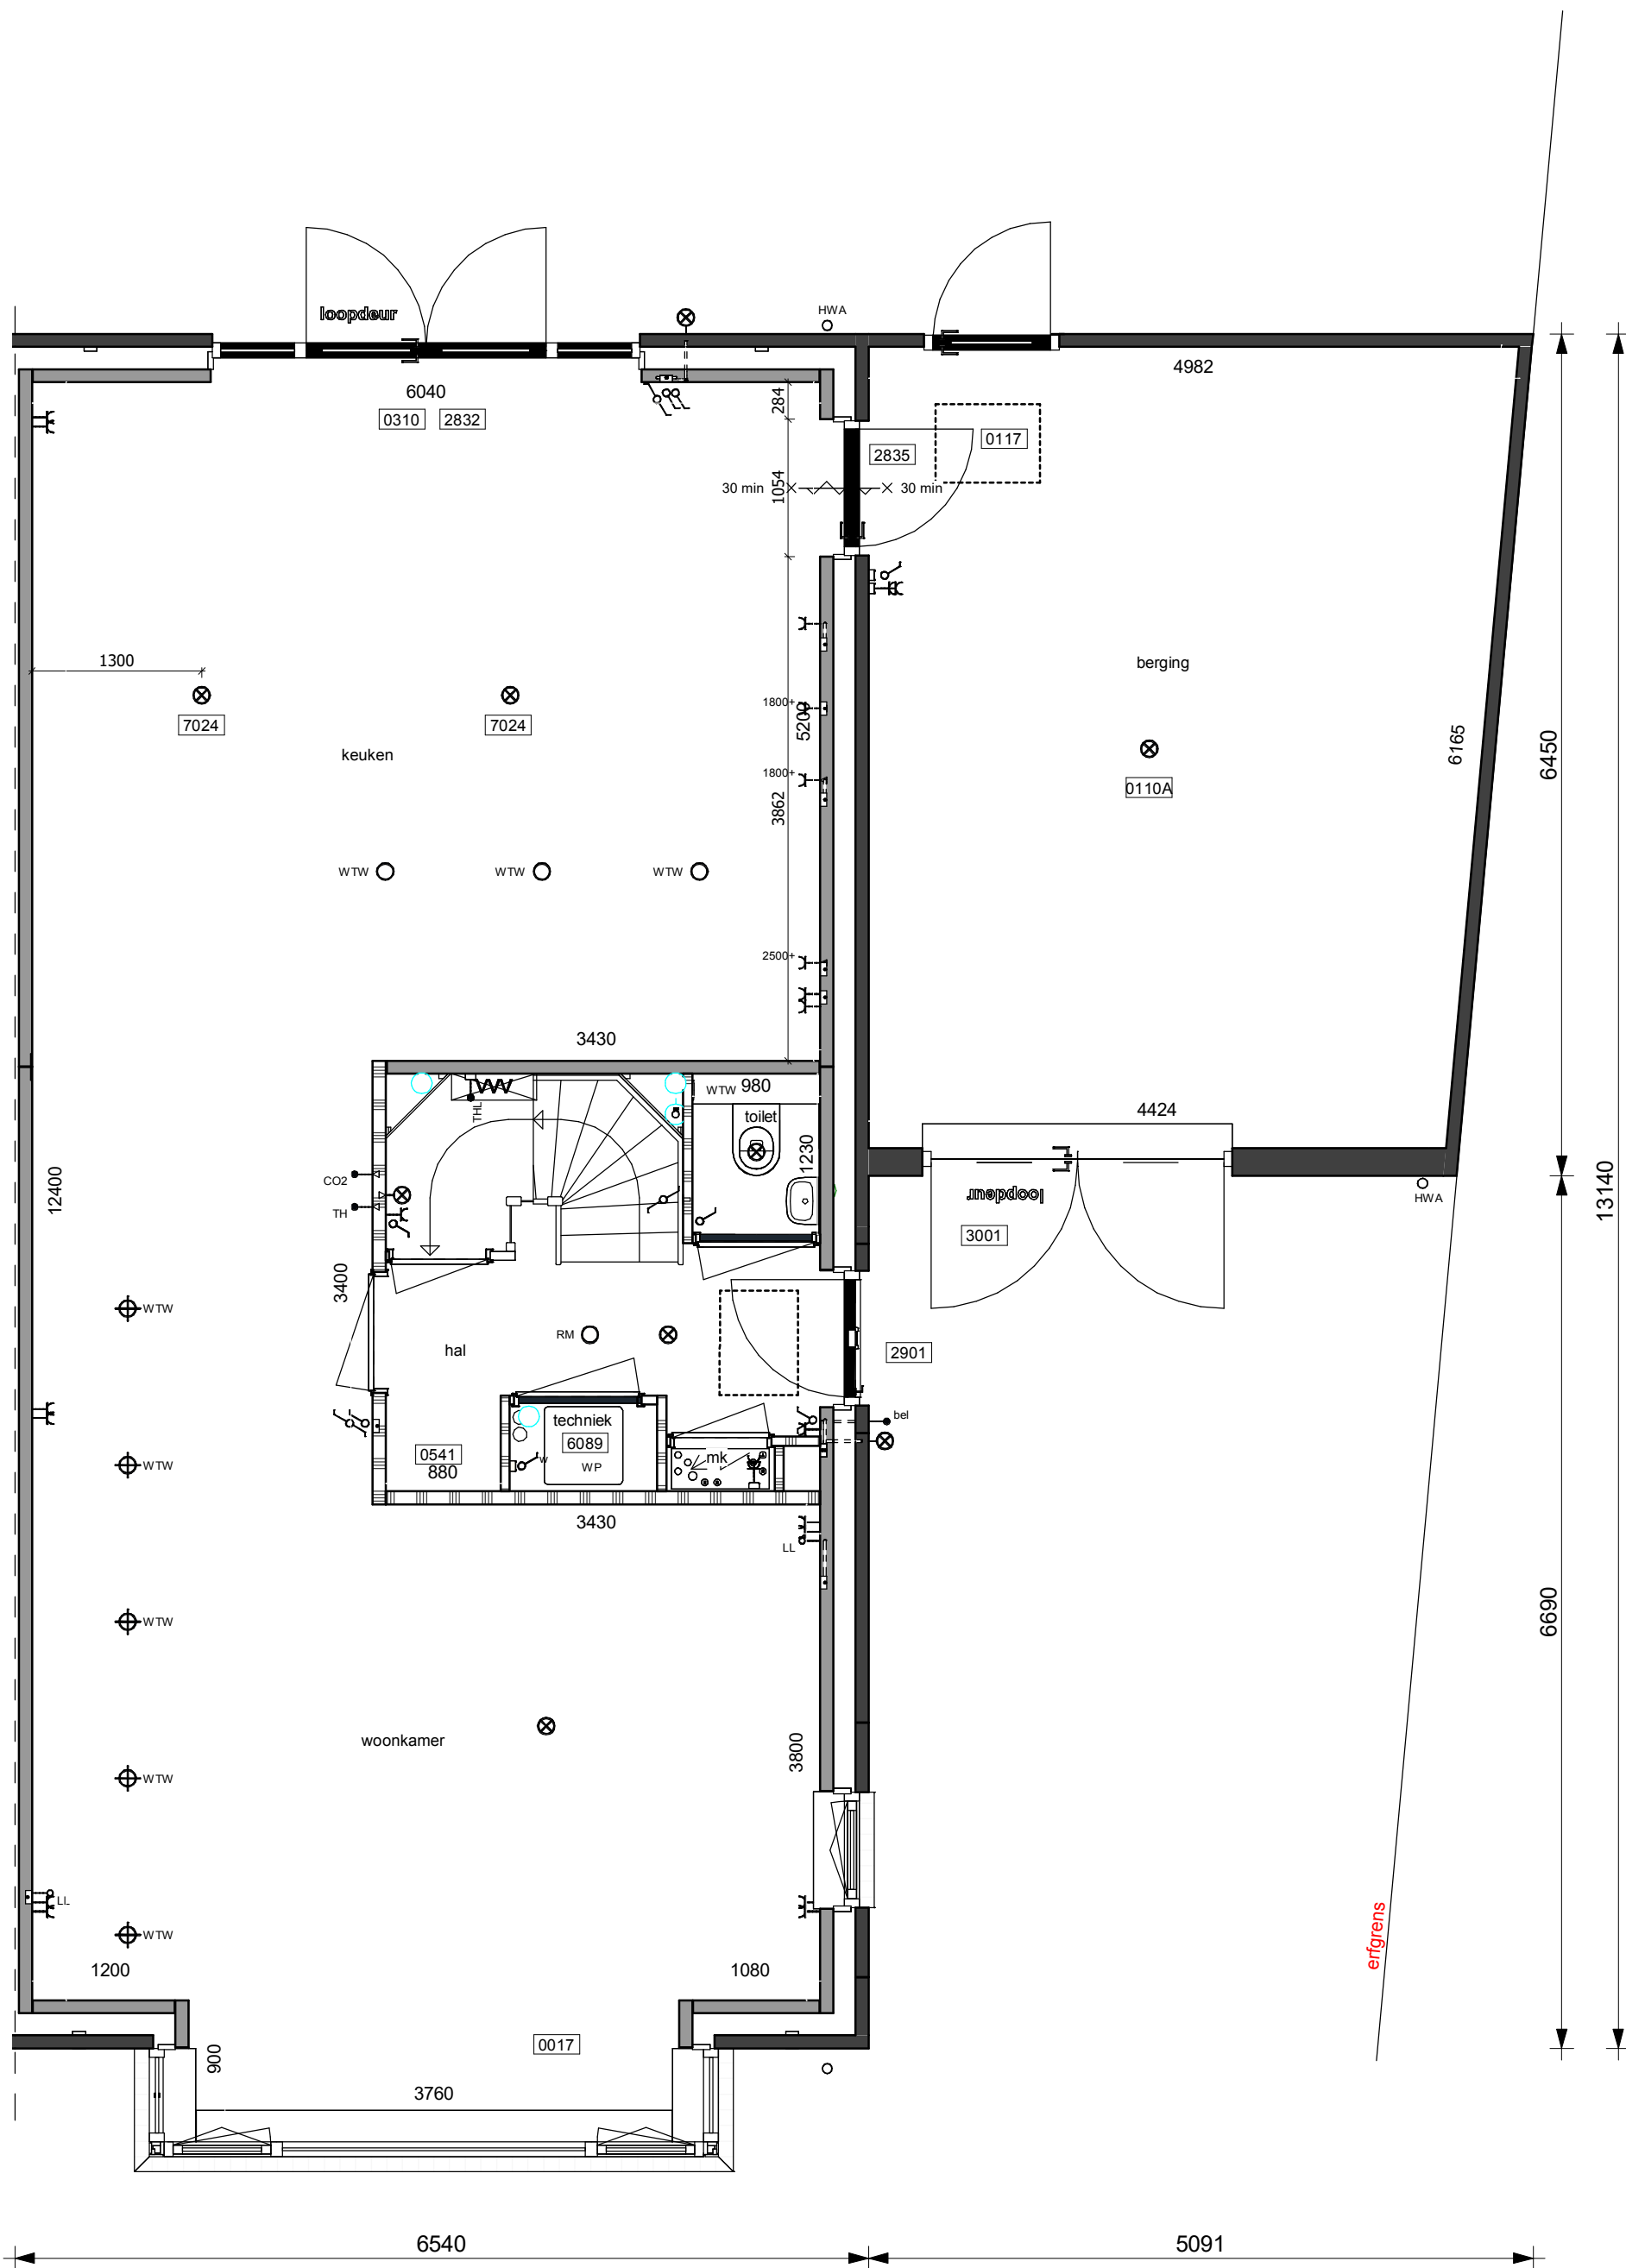 loopdeur
HWA
6040
4982
0310
2832
284
0117
2835
30 min
30 min
1054
1300
berging
1800+
7024
7024
5200
keuken
6165
6450
1800+
0110A
3862
WTW
WTW
WTW
2500+
3430
WTW
980
THL
toilet
4424
1230
CO2
12400
TH
loopdeur
HWA
13140
3001
3400
WTW
RM
hal
2901
bel
techniek
0541
6089
mk
WTW
880
w
WP
3430
LL
WTW
6690
woonkamer
3800
WTW
LL
WTW
erfgrens
1200
1080
0017
900
3760
6540
5091